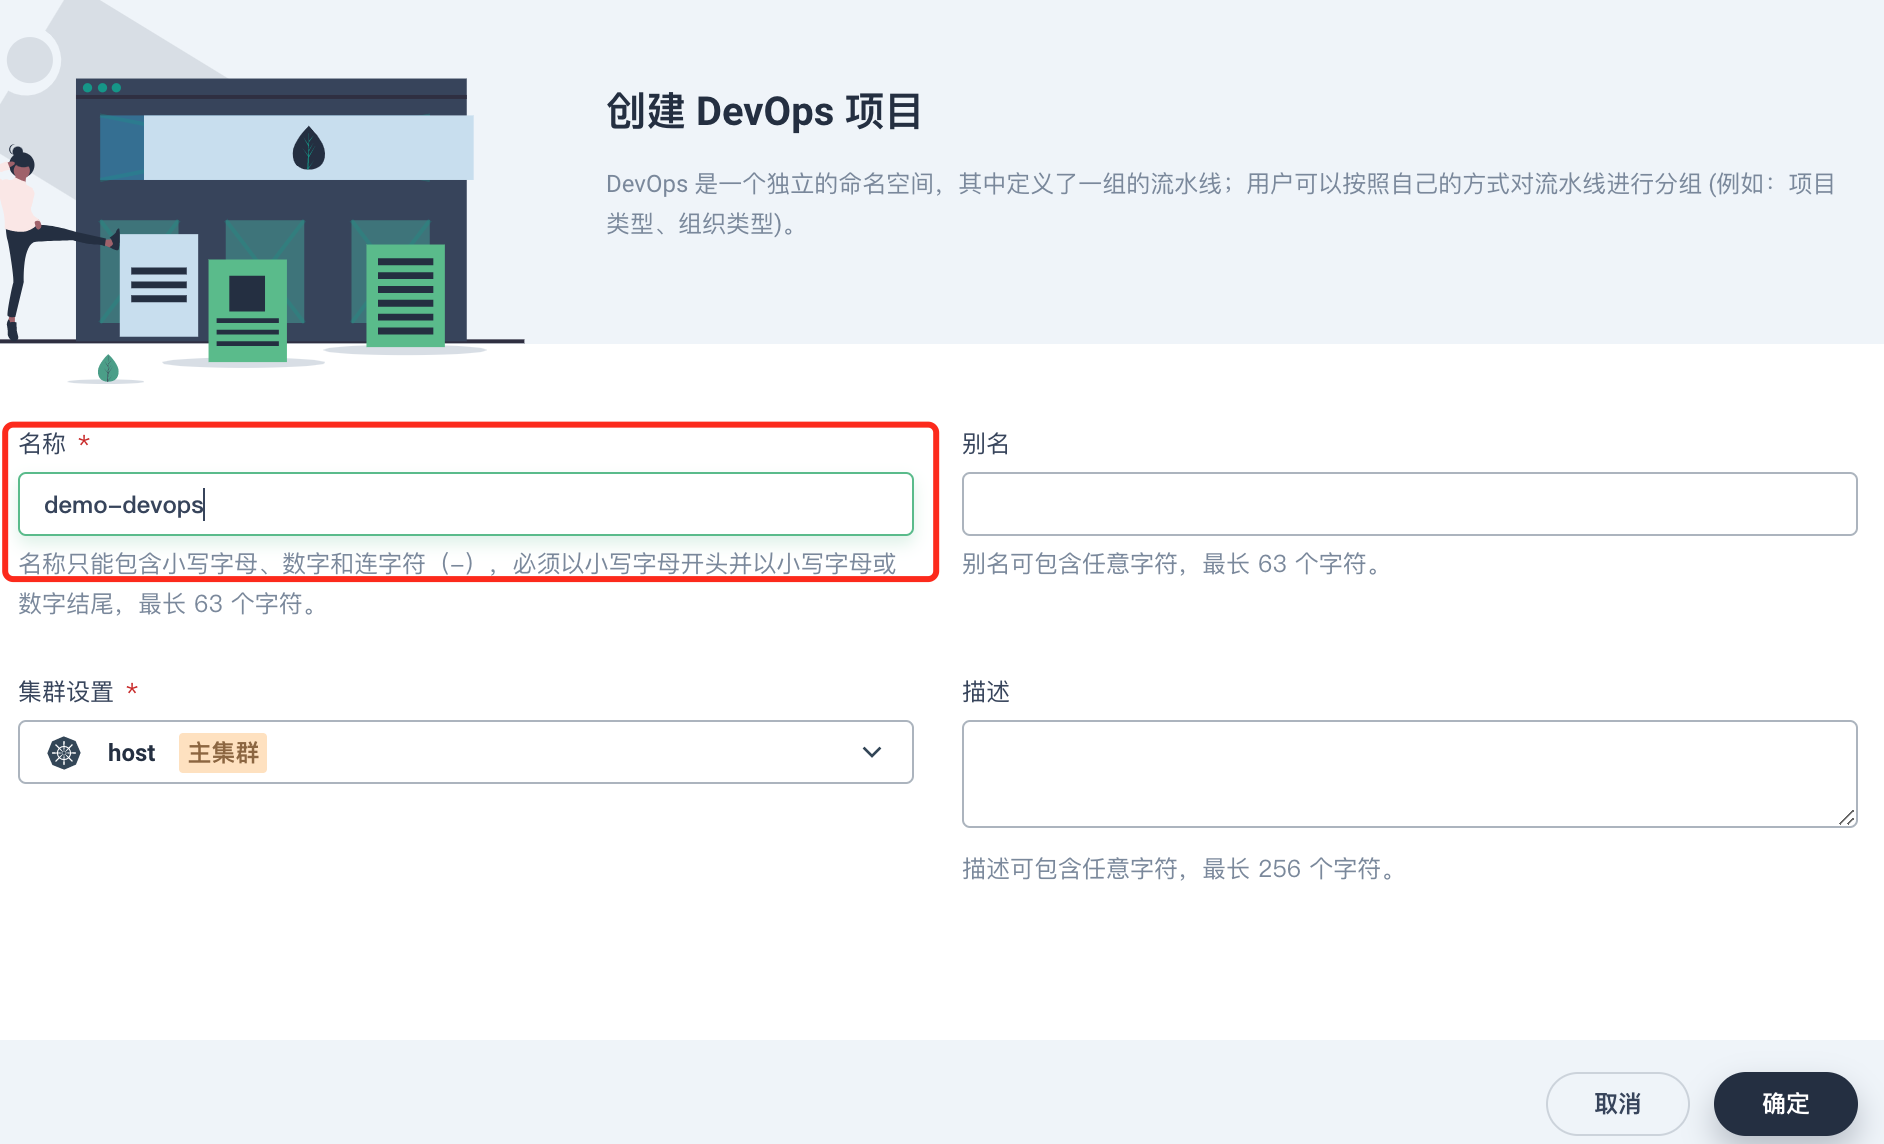 创建 DevOps 项目
DevOps 是一个独立的命名空间，其中定义了一组的流水线；用户可以按照自己的方式对流水线进行分组 (例如：项目
类型、组织类型)。
名称 *
demo-devops
名称只能包含小写字母、数字和连字符（-），必须以小写字母开头并以小写字母或
数字结尾，最长 63 个字符。
别名
别名可包含任意字符，最长 63 个字符。
集群设置 *
host 主集群
描述
描述可包含任意字符，最长 256 个字符。
取消
确定